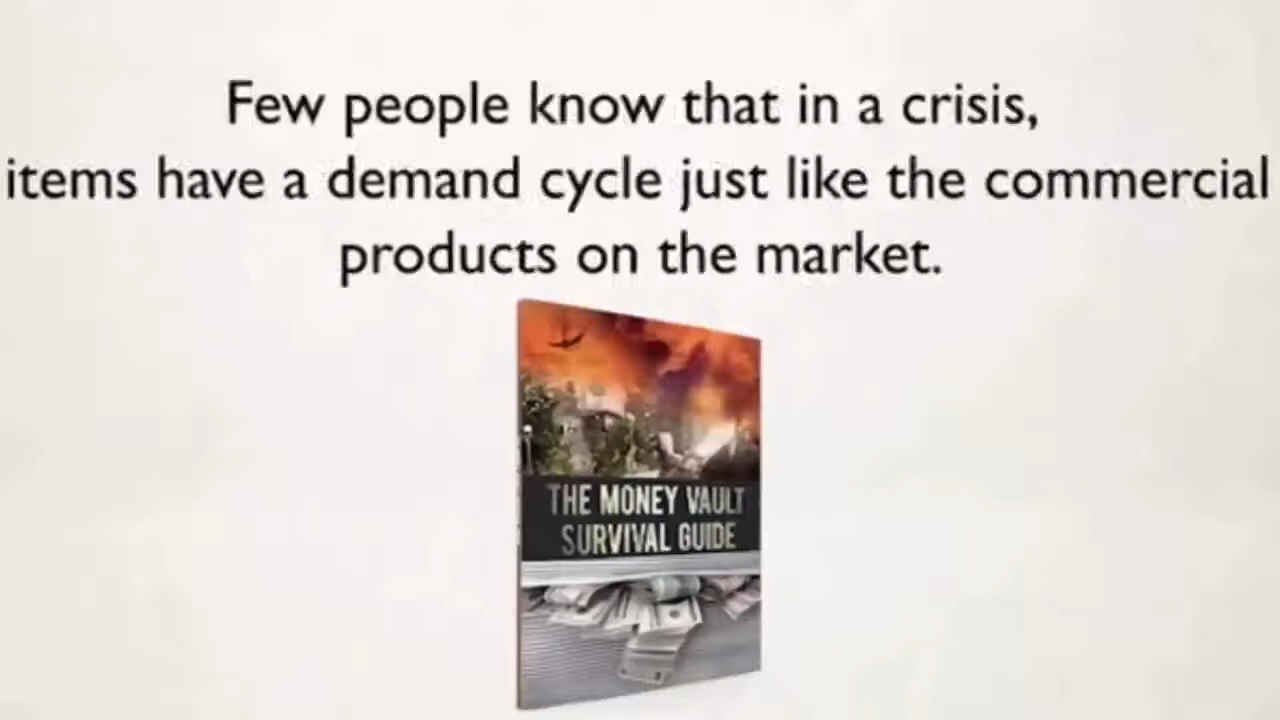 Few people know that in a crisis,
items have a demand cycle just like the commercial
products on the market.
THE MONEY VAULT
SURVIVAL GUIDE